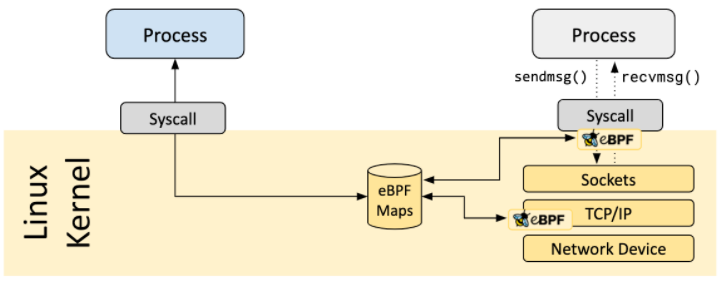 Process
Process
sendmsg()
recvmsg()
Syscall
Syscall
eBPF
Linux
Kernel
eBPF
Maps
Sockets
eBPF
TCP/IP
Network Device